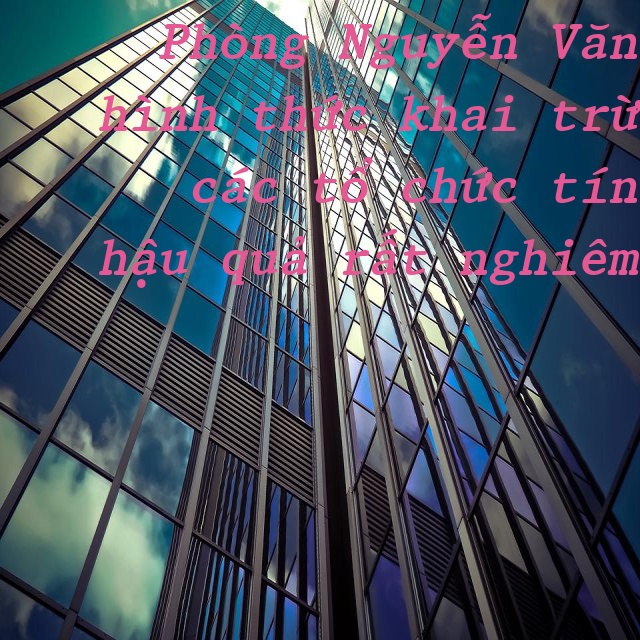 Phòng Nguyễn Văn
hình thức khai trừ
các tổ chức tín
hậu quả rất nghiêm